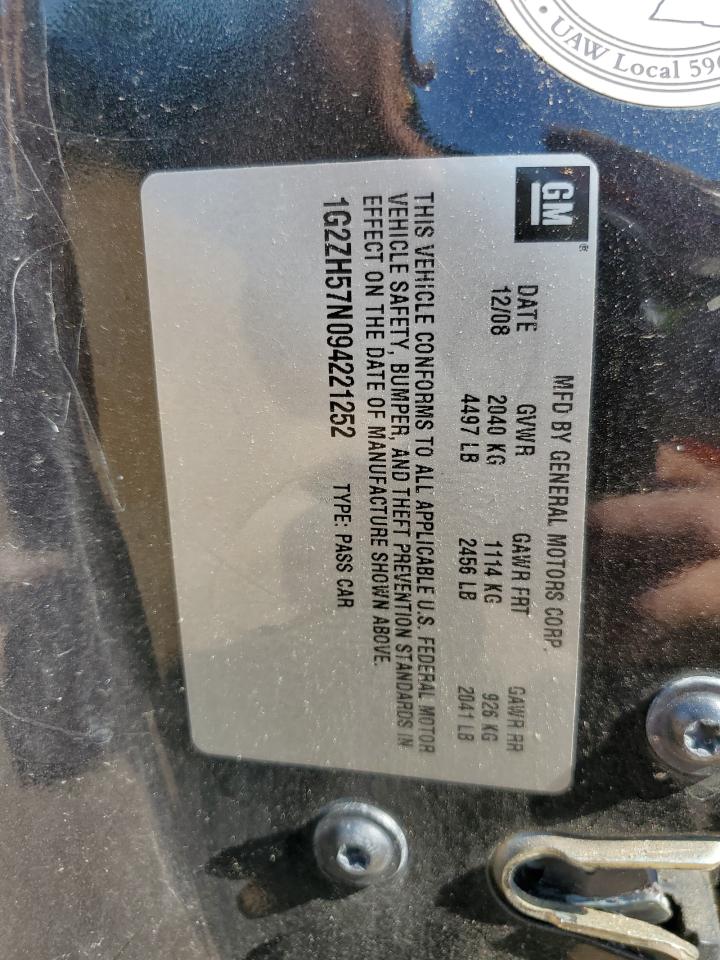 • UAW Local 596
GM®
MFD BY GENERAL MOTORS CORP.
DATE GVWR GAWR FRT GAWR RR
12/08 2040 KG 1114 KG 926 KG
4497 LB 2456 LB 2041 LB
THIS VEHICLE CONFORMS TO ALL APPLICABLE U.S. FEDERAL MOTOR
VEHICLE SAFETY, BUMPER, AND THEFT PREVENTION STANDARDS IN
EFFECT ON THE DATE OF MANUFACTURE SHOWN ABOVE.
1G2ZH57N094221252 TYPE: PASS CAR